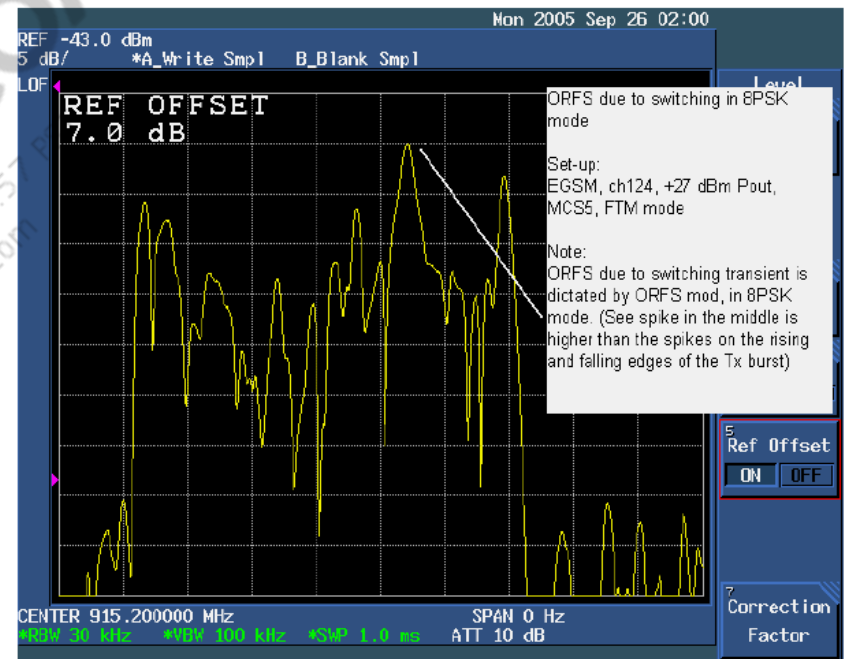 Mon 2005 Sep 26 02:00
REF -43.0 dBm
5 dB/ *A_Write Smpl B_Blank Smpl
LOF
REF OFFSET
7.0 dB
Level
ORFS due to switching in 8PSK
mode
Set-up:
EGSM, ch124, +27 dBm Pout,
MCS5, FTM mode
Note:
ORFS due to switching transient is
dictated by ORFS mod, in 8PSK
mode. (See spike in the middle is
higher than the spikes on the rising
and falling edges of the Tx burst)
5
Ref Offset
ON OFF
7
Correction
Factor
CENTER 915.200000 MHz SPAN 0 Hz
*RBW 30 kHz *VBW 100 kHz *SWP 1.0 ms ATT 10 dB